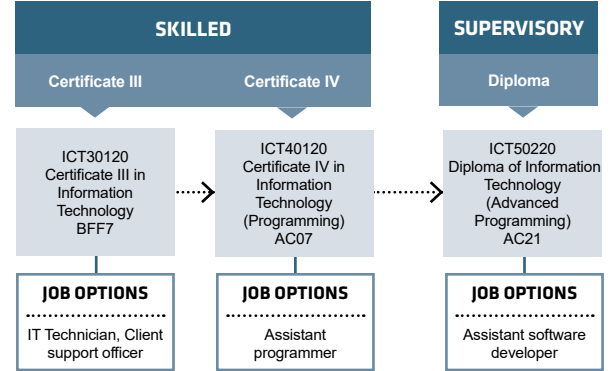 SKILLED
SUPERVISORY
Certificate III
Certificate IV
Diploma
ICT30120
Certificate III in
Information
Technology
BFF7
ICT40120
Certificate IV in
Information
Technology
(Programming)
AC07
ICT50220
Diploma of Information
Technology
(Advanced
Programming)
AC21
JOB OPTIONS
IT Technician, Client
support officer
JOB OPTIONS
Assistant
programmer
JOB OPTIONS
Assistant software
developer